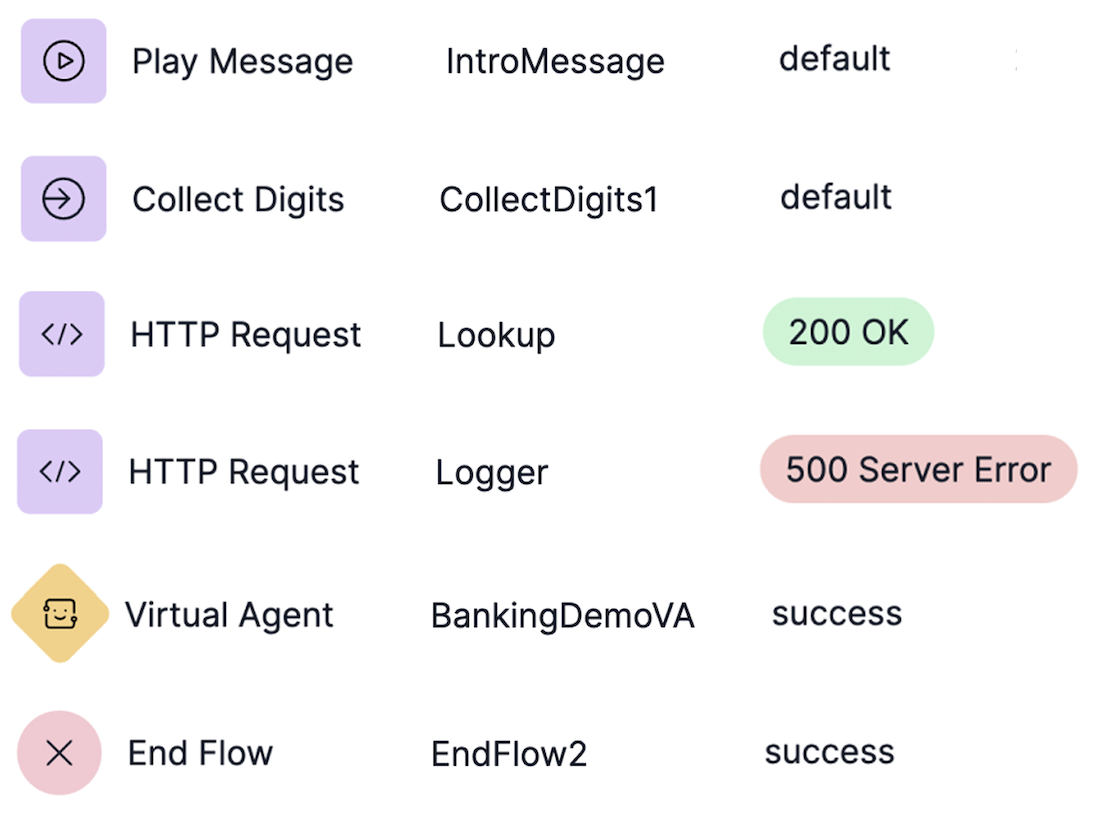 Play Message IntroMessage default
Collect Digits CollectDigits1 default
HTTP Request Lookup 200 OK
HTTP Request Logger 500 Server Error
Virtual Agent BankingDemoVA success
End Flow EndFlow2 success